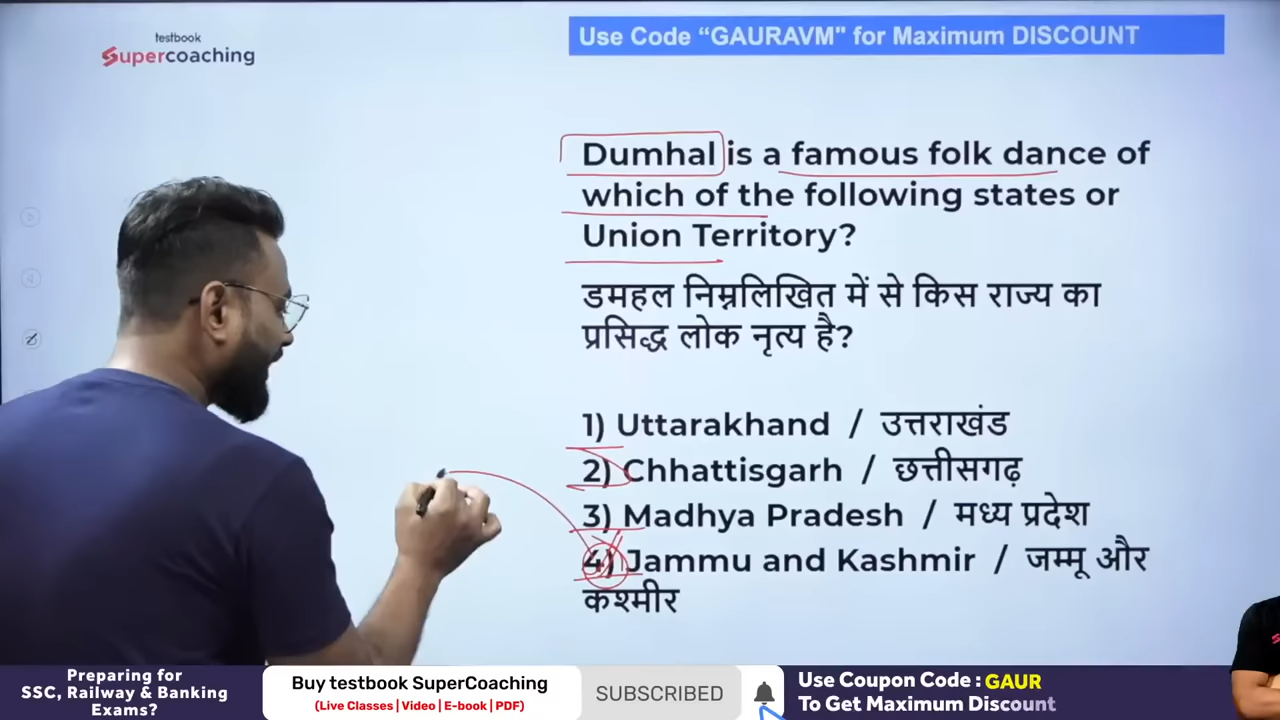 testbook
Supercoaching
Use Code “GAURAVM" for Maximum DISCOUNT
Dumhal is a famous folk dance of
which of the following states or
Union Territory?
डमहल निम्नलिखित में से किस राज्य का
प्रसिद्ध लोक नृत्य है?
1) Uttarakhand / उत्तराखंड
2) Chhattisgarh / छत्तीसगढ़
3) Madhya Pradesh / मध्य प्रदेश
4) Jammu and Kashmir / जम्मू और
कश्मीर
Preparing for
SSC, Railway & Banking
Exams?
Buy testbook SuperCoaching
(Live Classes | Video | E-book | PDF)
SUBSCRIBED
Use Coupon Code : GAUR
To Get Maximum Discount